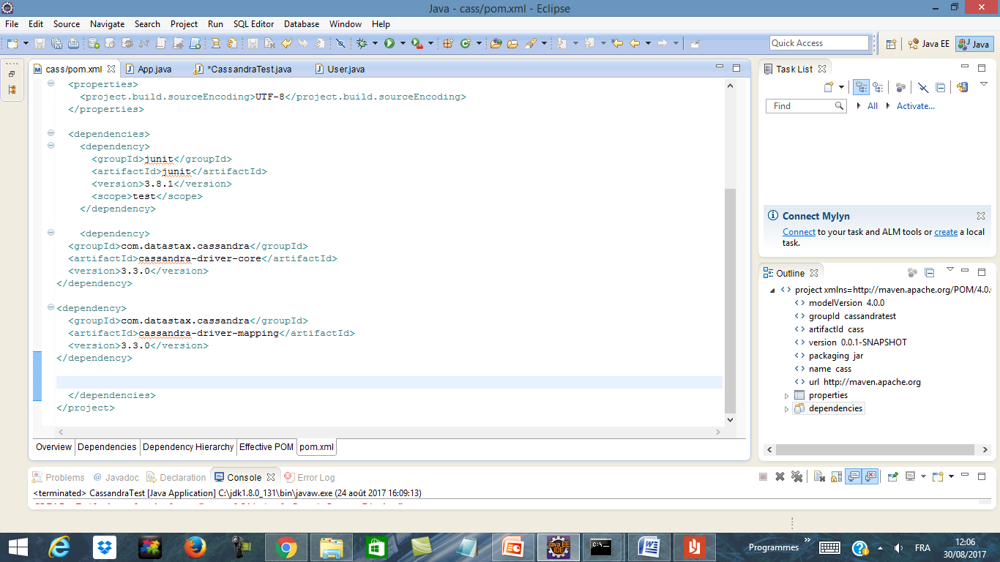 Java - cass/pom.xml - Eclipse
File Edit Source Navigate Search Project Run SQL Editor Database Window Help
Quick Access
Java EE
Java
cass/pom.xml
App.java
*CassandraTest.java
User.java
<properties>
<project.build.sourceEncoding>UTF-8</project.build.sourceEncoding>
</properties>
<dependencies>
<dependency>
<groupId>junit</groupId>
<artifactId>junit</artifactId>
<version>3.8.1</version>
<scope>test</scope>
</dependency>
<dependency>
<groupId>com.datastax.cassandra</groupId>
<artifactId>cassandra-driver-core</artifactId>
<version>3.3.0</version>
</dependency>
<dependency>
<groupId>com.datastax.cassandra</groupId>
<artifactId>cassandra-driver-mapping</artifactId>
<version>3.3.0</version>
</dependency>
</dependencies>
</project>
Overview Dependencies Dependency Hierarchy Effective POM pom.xml
Task List
Find
All
Activate...
Connect Mylyn
Connect to your task and ALM tools or create a local
task.
Outline
project xmlns=http://maven.apache.org/POM/4.0.
modelVersion 4.0.0
groupId cassandratest
artifactId cass
version 0.0.1-SNAPSHOT
packaging jar
name cass
url http://maven.apache.org
properties
dependencies
Problems @ Javadoc Declaration Console Error Log
<terminated> CassandraTest [Java Application] C:\jdk1.8.0_131\bin\javaw.exe (24 août 2017 16:09:13)
Java EE
IDE
Programmes
FRA
12:06
30/08/2017